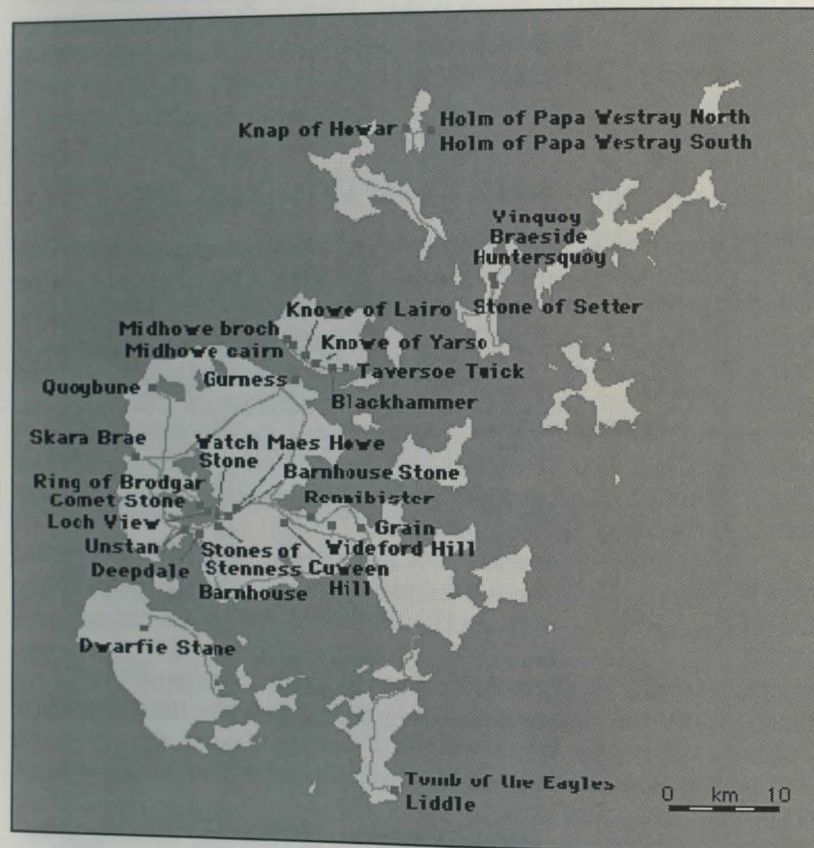 Knap of Howar
Holm of Papa Westray North
Holm of Papa Westray South
Vinquoy
Braeside
Huntersquoy
Stone of Setter
Knowe of Lairo
Midhowe broch
Midhowe cairn
Knowe of Yarso
Taversoe Tuick
Quoybune
Gurness
Blackhammer
Skara Brae
Watch Maes Howe
Stone
Barnhouse Stone
Ring of Brodgar
Comet Stone
Rennibister
Loch View
Grain
Unstan
Stones of
Wideford Hill
Deepdale
Stenness Cuween
Barnhouse
Hill
Dwarfie Stane
Tomb of the Eagles
Liddle
0 km 10